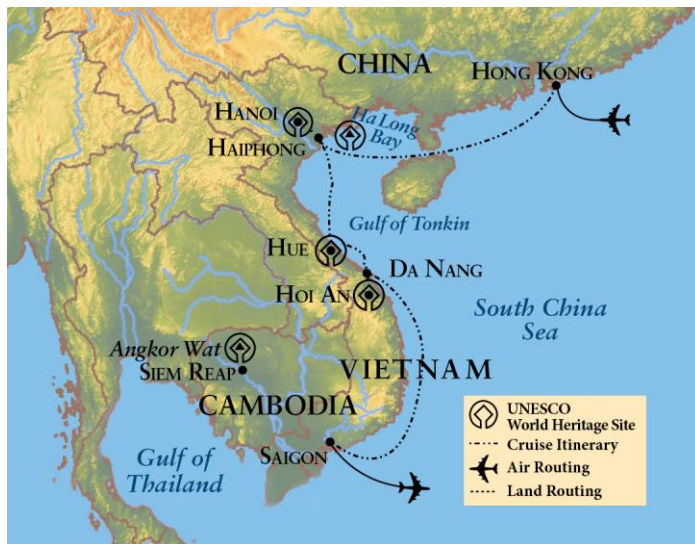 CHINA
HONG KONG
HANOI
Ha Long
Bay
HAIPHONG
Gulf of Tonkin
HUE
DA NANG
HOI AN
South China
Sea
Angkor Wat
SIEM REAP
VIETNAM
CAMBODIA
SAIGON
Gulf of
Thailand
UNESCO
World Heritage Site
Cruise Itinerary
Air Routing
Land Routing